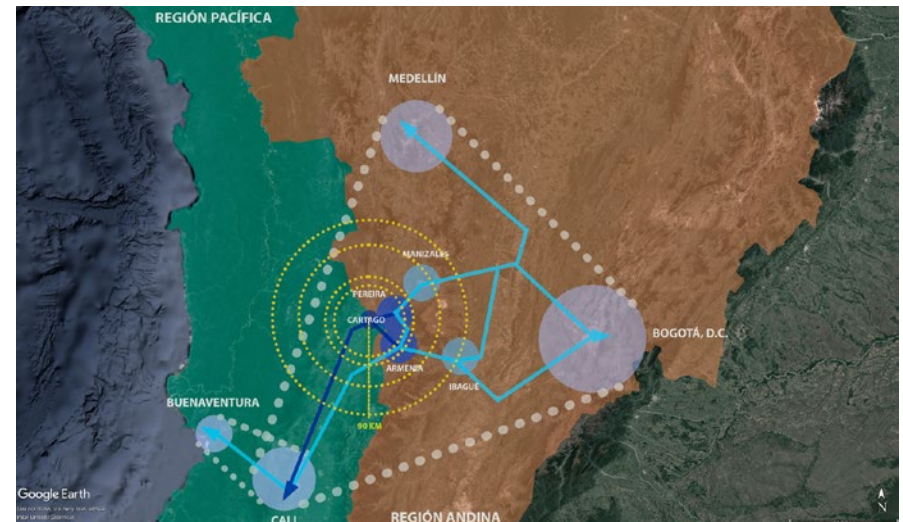 REGIÓN PACÍFICA
MEDELLÍN
MANIZALES
PEREIRA
CARTAGO
BOGOTÁ, D.C.
ARMENIA
IBAGUÉ
BUENAVENTURA
90 KM
Google Earth
N
CALI
REGIÓN ANDINA